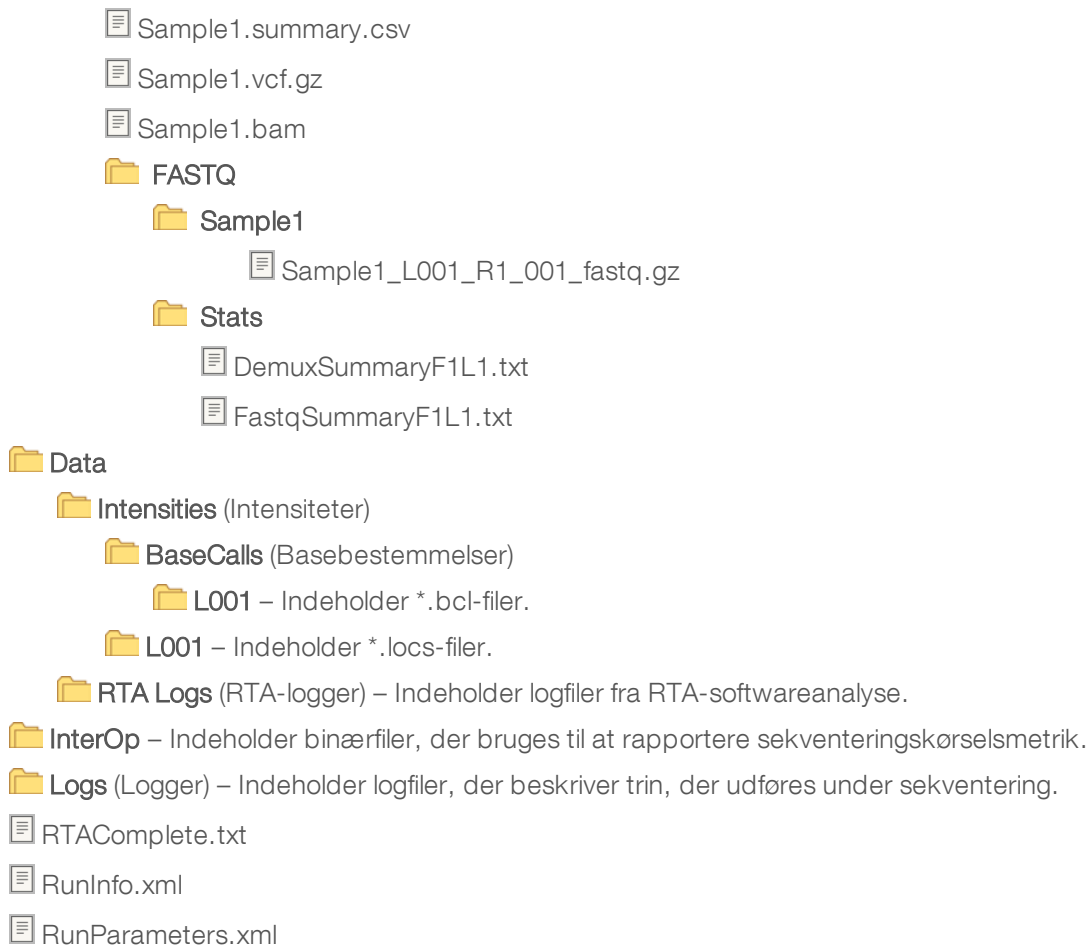 Sample1.summary.csv
Sample1.vcf.gz
Sample1.bam
FASTQ
Sample1
Sample1_L001_R1_001_fastq.gz
Stats
DemuxSummaryF1L1.txt
FastqSummaryF1L1.txt
Data
Intensities (Intensiteter)
BaseCalls (Basebestemmelser)
L001 – Indeholder *.bcl-filer.
L001 – Indeholder *.locs-filer.
RTA Logs (RTA-logger) – Indeholder logfiler fra RTA-softwareanalyse.
InterOp – Indeholder binærfiler, der bruges til at rapportere sekventeringskørselsmetrik.
Logs (Logger) – Indeholder logfiler, der beskriver trin, der udføres under sekventering.
RTAComplete.txt
RunInfo.xml
RunParameters.xml